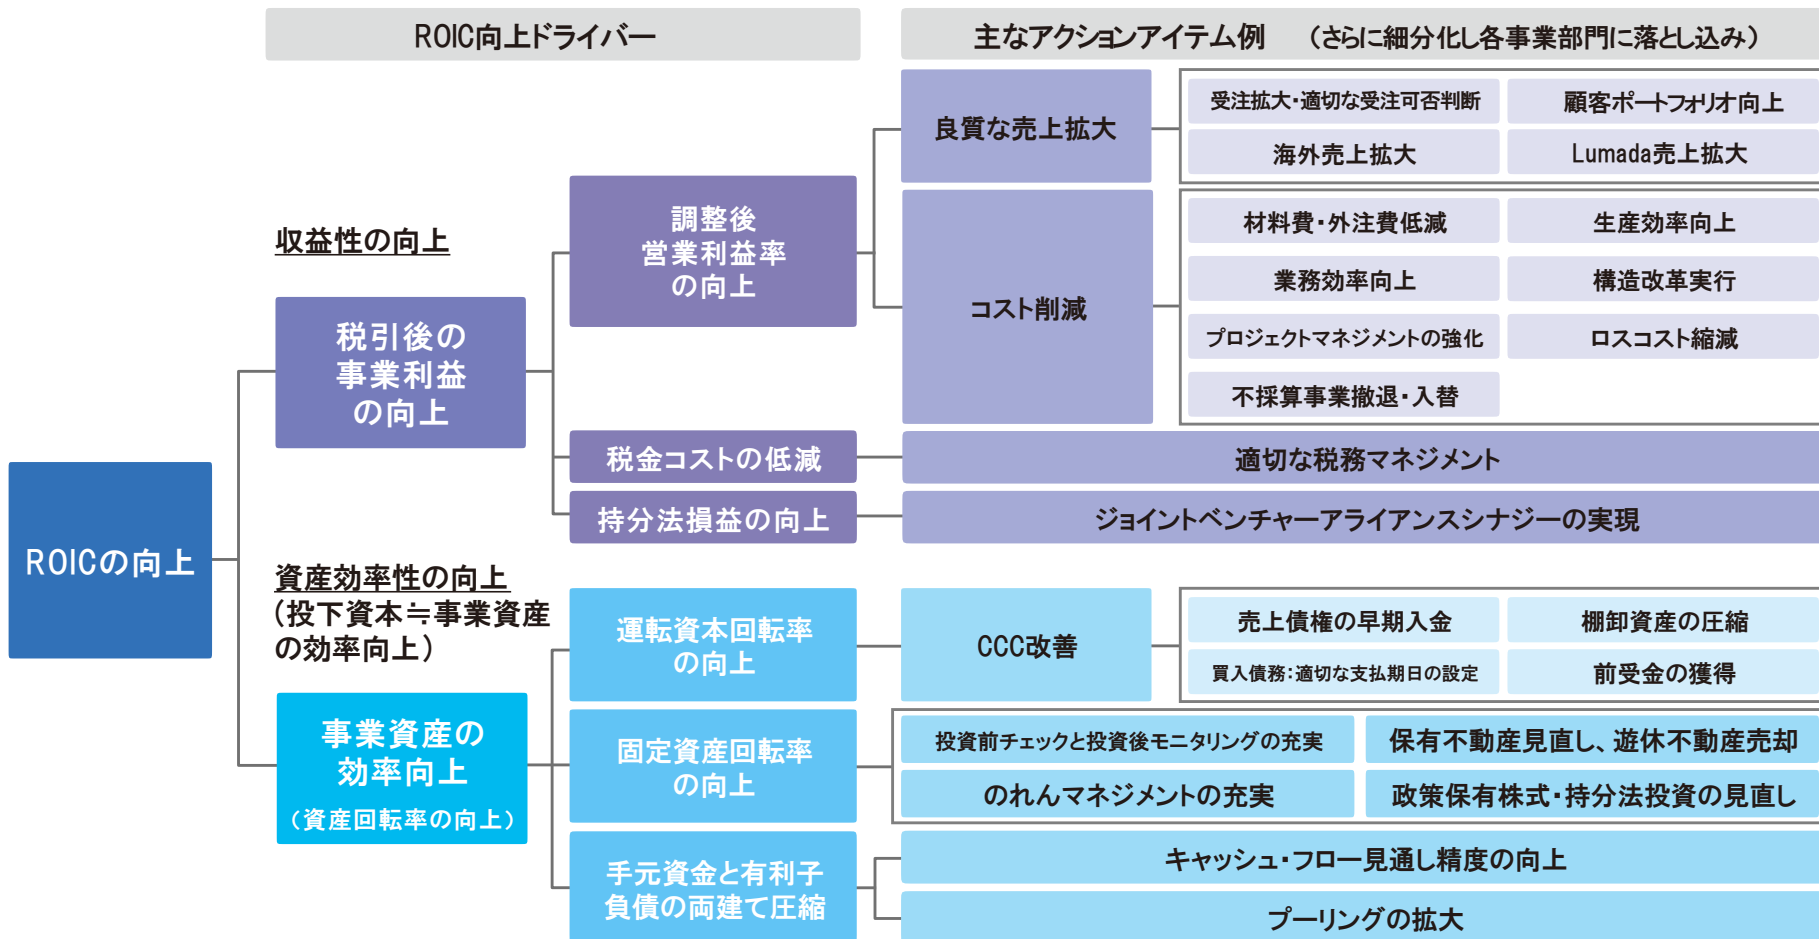 ROIC向上ドライバー
主なアクションアイテム例　（さらに細分化し各事業部門に落とし込み）
ROICの向上
収益性の向上
税引後の
事業利益
の向上
調整後
営業利益率
の向上
良質な売上拡大
受注拡大・適切な受注可否判断
顧客ポートフォリオ向上
海外売上拡大
Lumada売上拡大
コスト削減
材料費・外注費低減
生産効率向上
業務効率向上
構造改革実行
プロジェクトマネジメントの強化
ロスコスト縮減
不採算事業撤退・入替
税金コストの低減
適切な税務マネジメント
持分法損益の向上
ジョイントベンチャーアライアンスシナジーの実現
資産効率性の向上
（投下資本≒事業資産
の効率向上）
事業資産の
効率向上
（資産回転率の向上）
運転資本回転率
の向上
CCC改善
売上債権の早期入金
棚卸資産の圧縮
買入債務：適切な支払期日の設定
前受金の獲得
固定資産回転率
の向上
投資前チェックと投資後モニタリングの充実
保有不動産見直し、遊休不動産売却
のれんマネジメントの充実
政策保有株式・持分法投資の見直し
手元資金と有利子
負債の両建て圧縮
キャッシュ・フロー見通し精度の向上
プーリングの拡大